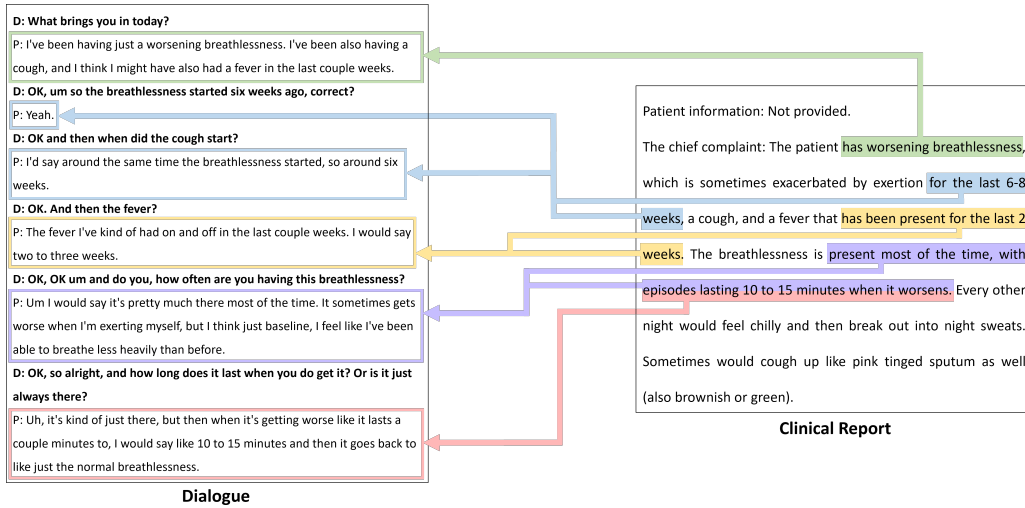 D: What brings you in today?
P: I've been having just a worsening breathlessness. I've been also having a
cough, and I think I might have also had a fever in the last couple weeks.
D: OK, um so the breathlessness started six weeks ago, correct?
P: Yeah.
D: OK and then when did the cough start?
P: I'd say around the same time the breathlessness started, so around six
weeks.
D: OK. And then the fever?
P: The fever I've kind of had on and off in the last couple weeks. I would say
two to three weeks.
D: OK, OK um and do you, how often are you having this breathlessness?
P: Um I would say it's pretty much there most of the time. It sometimes gets
worse when I'm exerting myself, but I think just baseline, I feel like I've been
able to breathe less heavily than before.
D: OK, so alright, and how long does it last when you do get it? Or is it just
always there?
P: Uh, it's kind of just there, but then when it's getting worse like it lasts a
couple minutes to, I would say like 10 to 15 minutes and then it goes back to
like just the normal breathlessness.
Dialogue
Patient information: Not provided.
The chief complaint: The patient has worsening breathlessness,
which is sometimes exacerbated by exertion for the last 6-8
weeks, a cough, and a fever that has been present for the last 2
weeks. The breathlessness is present most of the time, with
episodes lasting 10 to 15 minutes when it worsens. Every other
night would feel chilly and then break out into night sweats.
Sometimes would cough up like pink tinged sputum as well
(also brownish or green).
Clinical Report